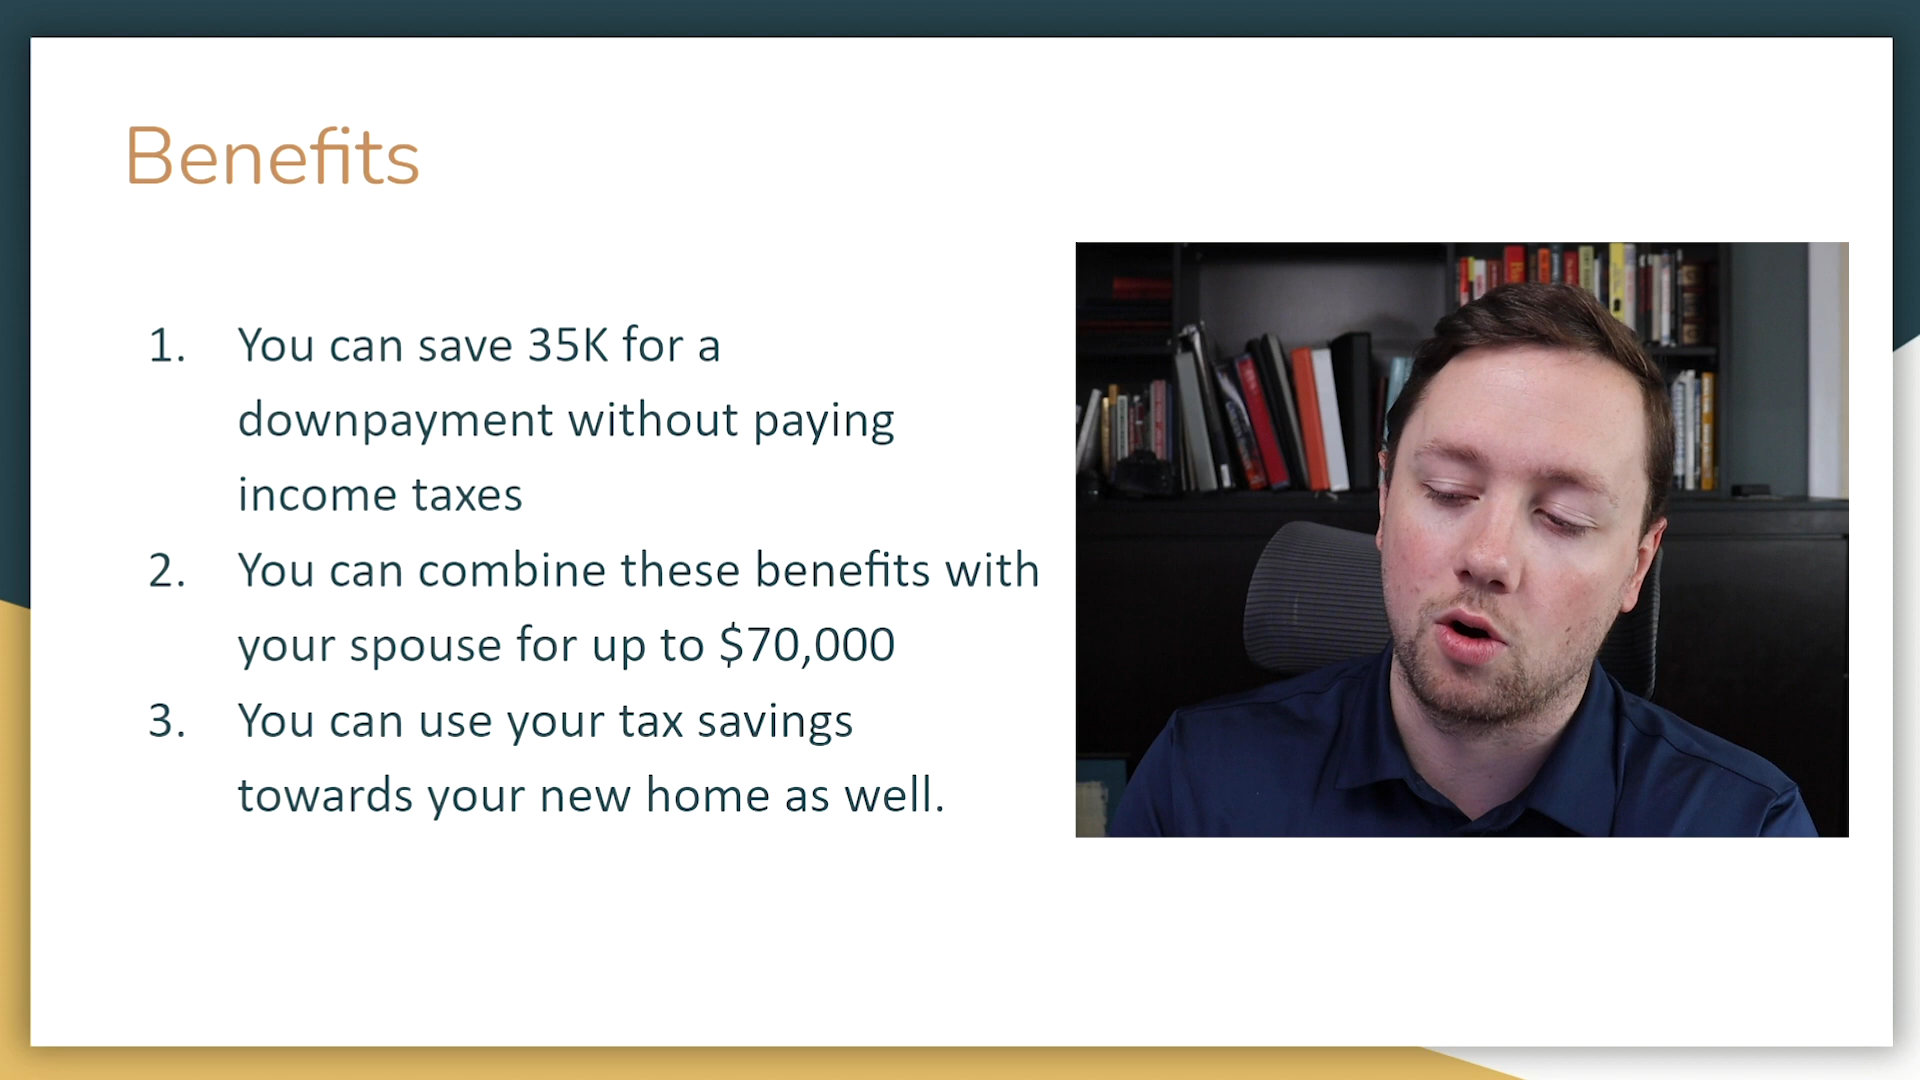 Benefits
1. You can save 35K for a
downpayment without paying
income taxes
2. You can combine these benefits with
your spouse for up to $70,000
3. You can use your tax savings
towards your new home as well.